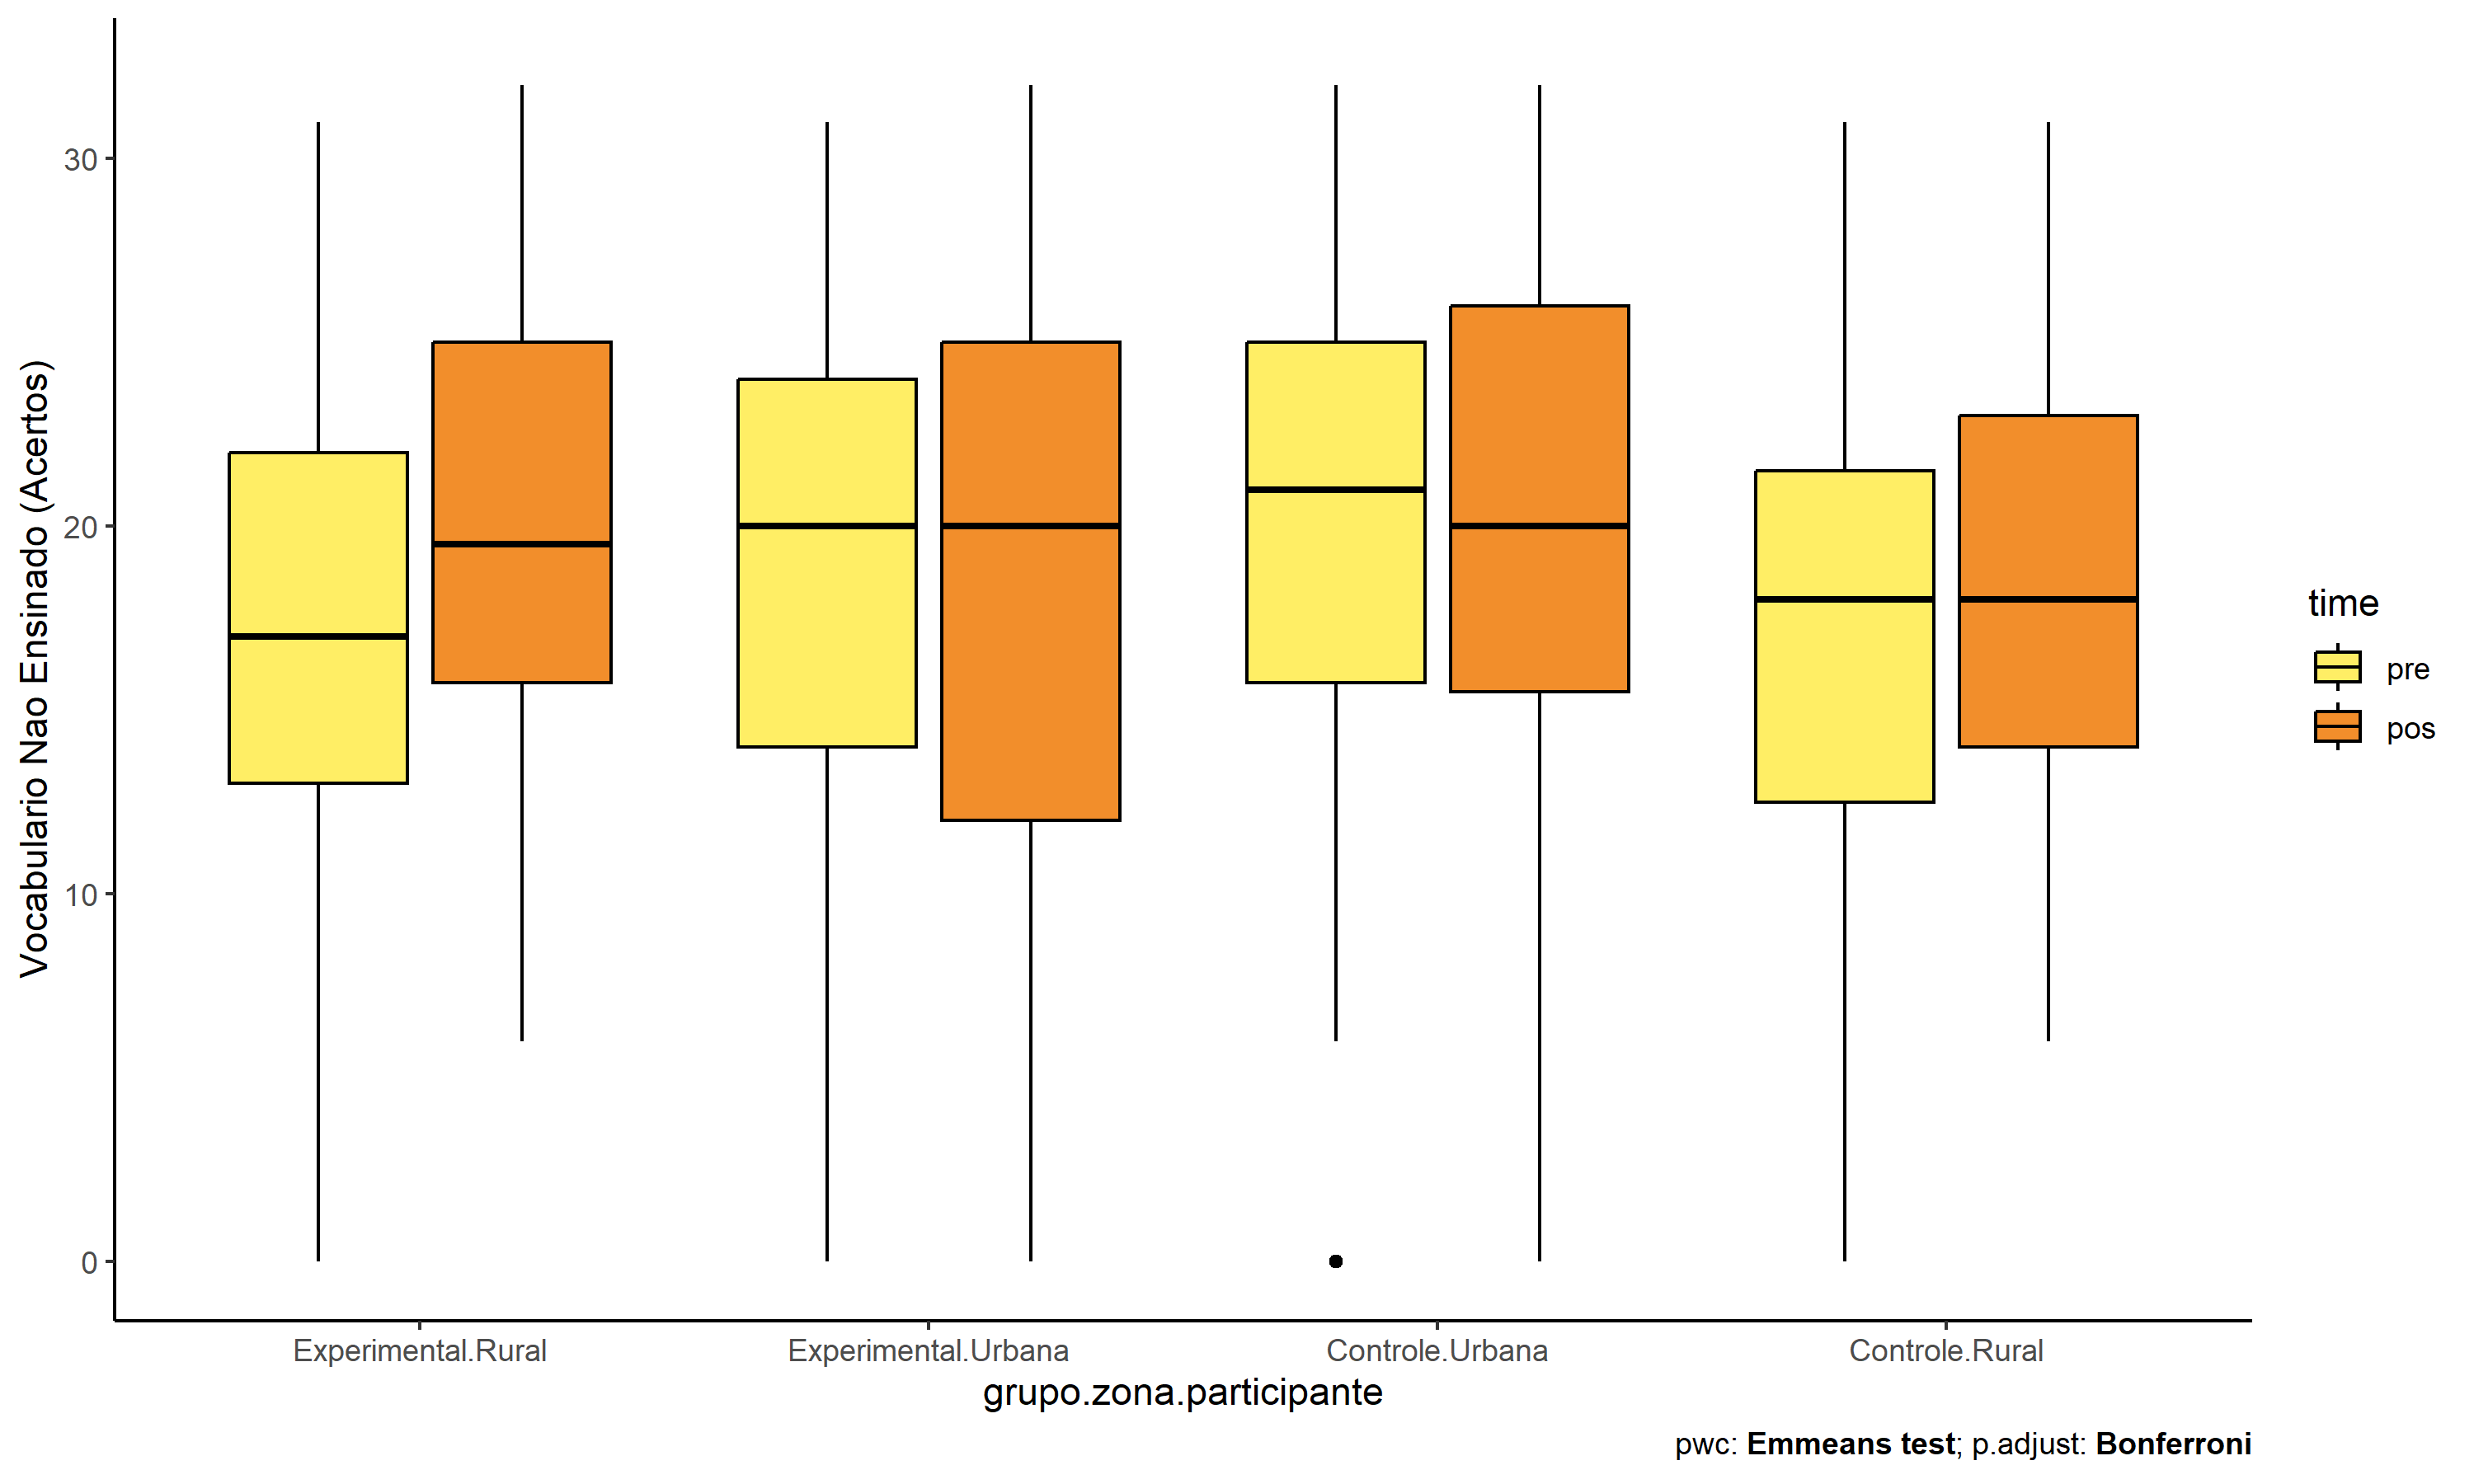 Vocabulario Nao Ensinado (Acertos)
30
20
10
0
Experimental.Rural
Experimental.Urbana
Controle.Urbana
Controle.Rural
grupo.zona.participante
time
pre
pos
pwc: Emmeans test; p.adjust: Bonferroni